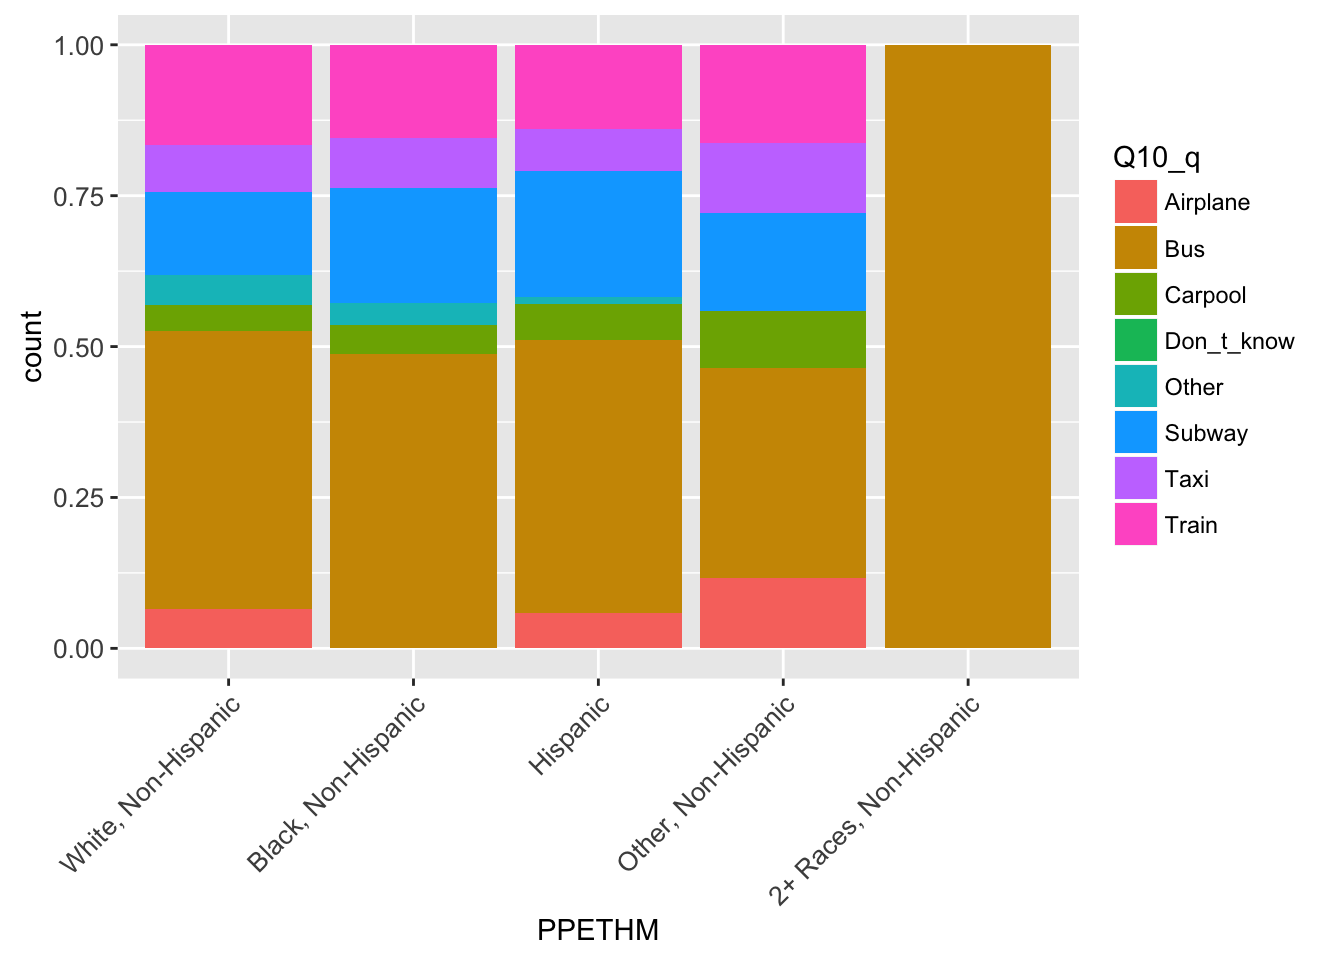 1.00
0.75
0.50
0.25
0.00
count
White, Non-Hispanic
Black, Non-Hispanic
Hispanic
Other, Non-Hispanic
2+ Races, Non-Hispanic
PPETHM
Q10_q
Airplane
Bus
Carpool
Don_t_know
Other
Subway
Taxi
Train